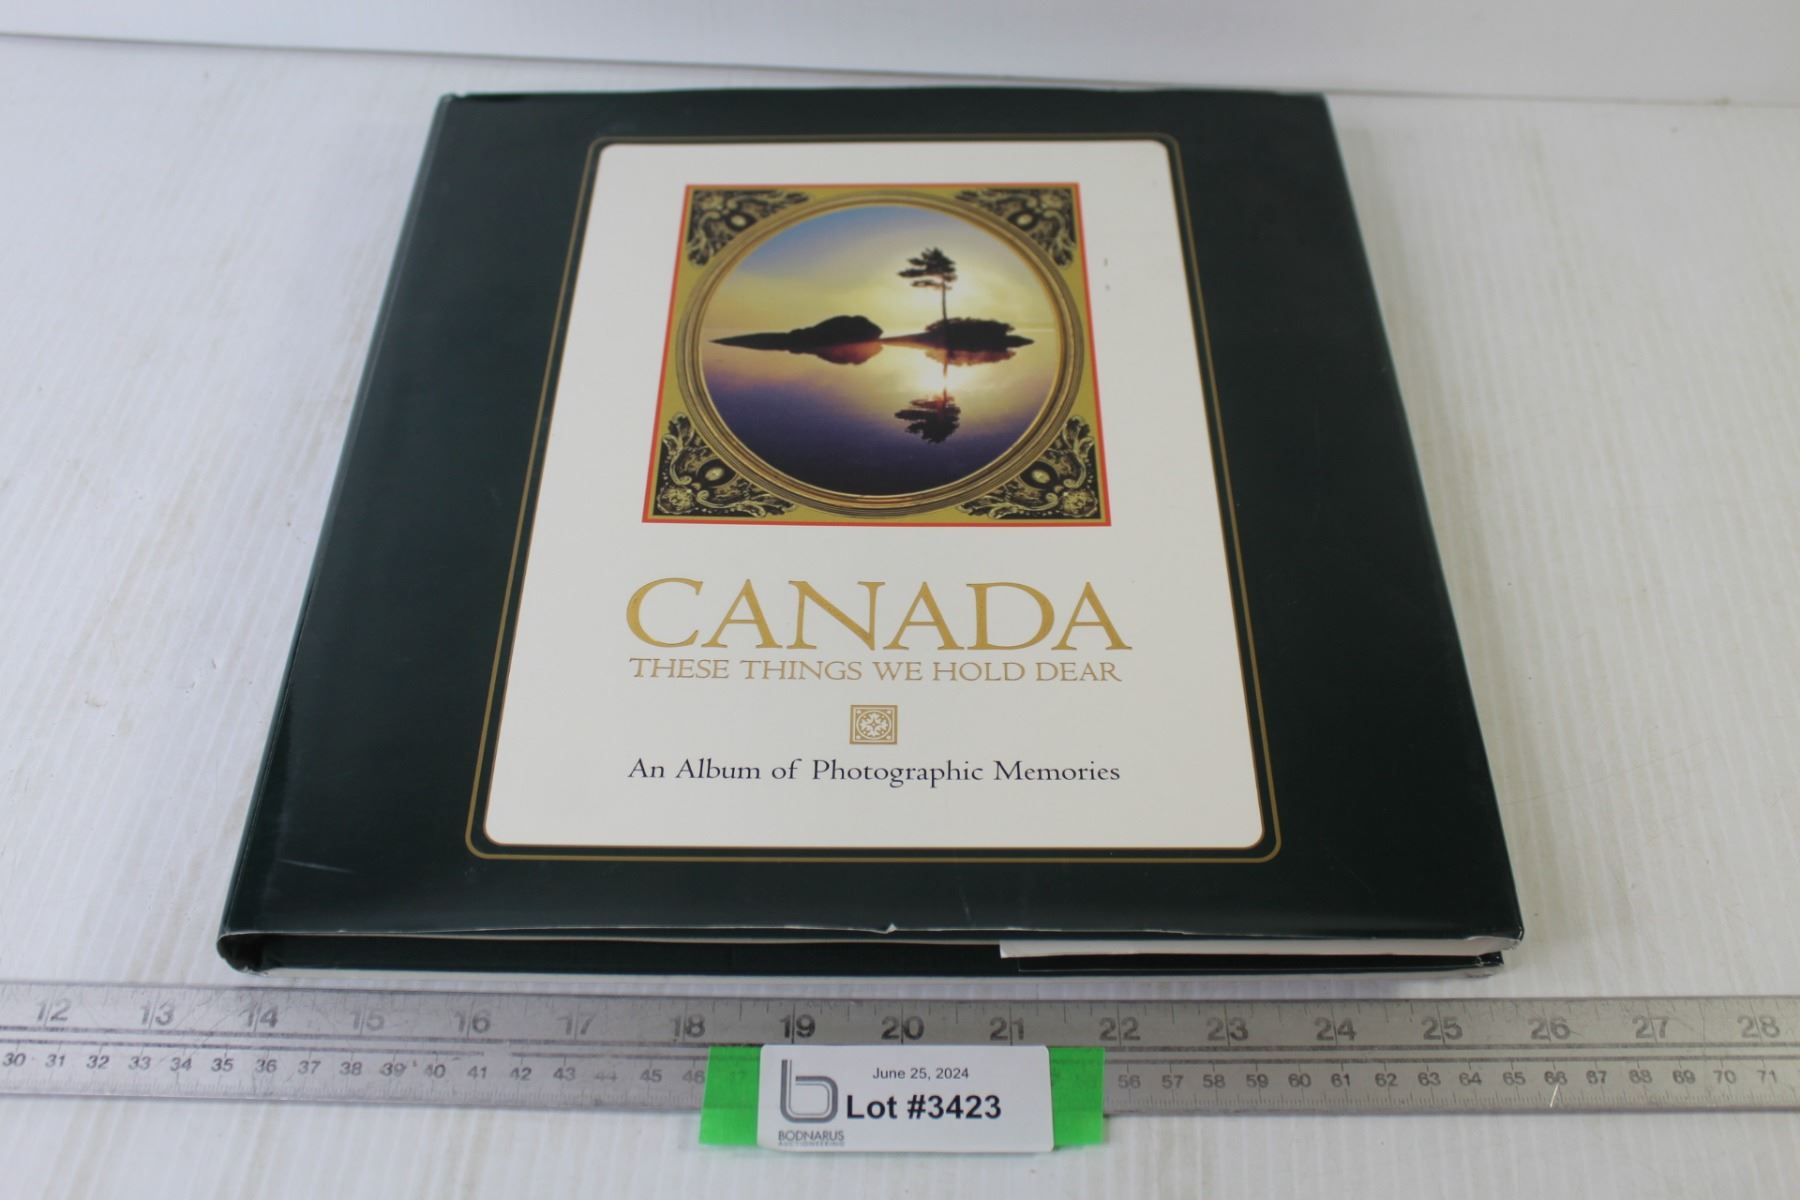 CANADA
THESE THINGS WE HOLD DEAR
An Album of Photographic Memories
12 13 14 15 16 17 18 19 20 21 22 23 24 25 26 27 28
30 31 32 33 34 35 36 37 38 39 40 41 42 43 44 45 46 56 57 58 59 60 61 62 63 64 65 66 67 68 69 70 71
June 25, 2024
Lot #3423
BODNARUS
AUCTIONEERING